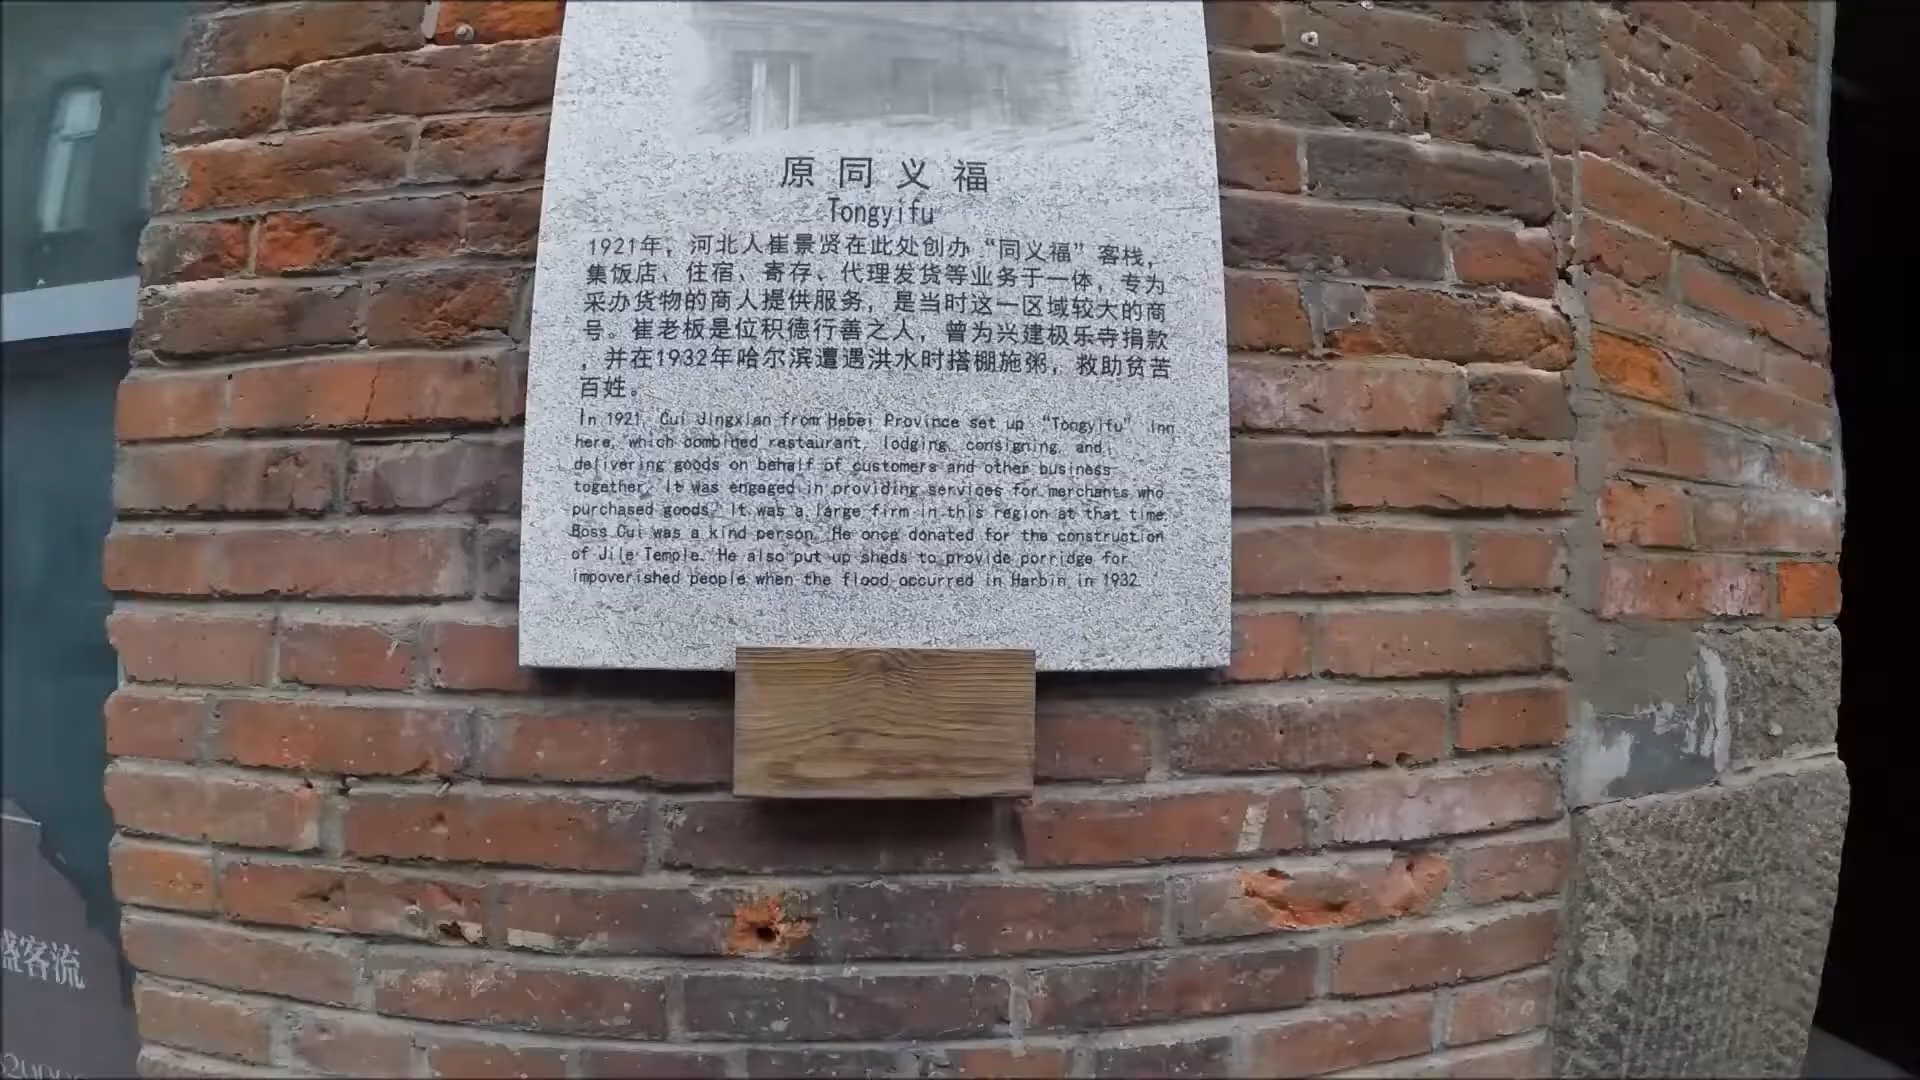 原同义福
Tongyifu
1921年，河北人崔景贤在此处创办“同义福”客栈，
集饭店、住宿、寄存、代理发货等业务于一体，专为
采办货物的商人提供服务，是当时这一区域较大的商
号。崔老板是位积德行善之人，曾为兴建极乐寺捐款
，并在1932年哈尔滨遭遇洪水时搭棚施粥，救助贫苦
百姓。
In 1921, Cui Jingxian from Hebei Province set up “Tongyifu” Inn
here, which combined restaurant, lodging, consigning, and
delivering goods on behalf of customers and other business
together. It was engaged in providing services for merchants who
purchased goods. It was a large firm in this region at that time.
Boss Cui was a kind person. He once donated for the construction
of Jile Temple. He also put up sheds to provide porridge for
impoverished people when the flood occurred in Harbin in 1932.
盛客流